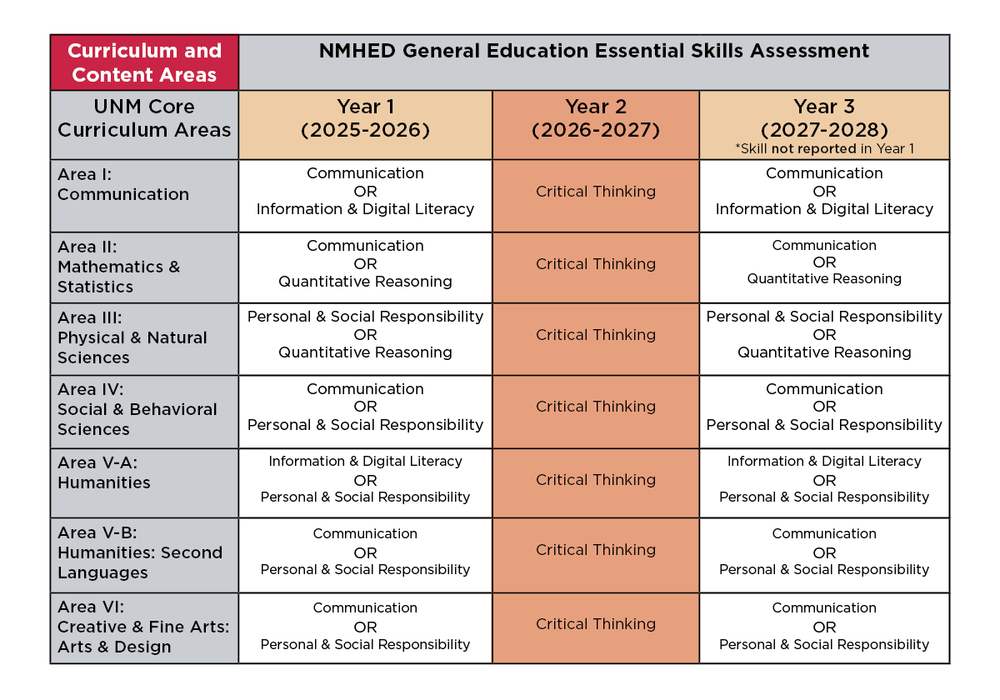 Curriculum and
Content Areas
NMHED General Education Essential Skills Assessment
UNM Core
Curriculum Areas
Year 1
(2025-2026)
Year 2
(2026-2027)
Year 3
(2027-2028)
*Skill not reported in Year 1
Area I:
Communication
Communication
OR
Information & Digital Literacy
Critical Thinking
Communication
OR
Information & Digital Literacy
Area II:
Mathematics &
Statistics
Communication
OR
Quantitative Reasoning
Critical Thinking
Communication
OR
Quantitative Reasoning
Area III:
Physical & Natural
Sciences
Personal & Social Responsibility
OR
Quantitative Reasoning
Critical Thinking
Personal & Social Responsibility
OR
Quantitative Reasoning
Area IV:
Social & Behavioral
Sciences
Communication
OR
Personal & Social Responsibility
Critical Thinking
Communication
OR
Personal & Social Responsibility
Area V-A:
Humanities
Information & Digital Literacy
OR
Personal & Social Responsibility
Critical Thinking
Information & Digital Literacy
OR
Personal & Social Responsibility
Area V-B:
Humanities: Second
Languages
Communication
OR
Personal & Social Responsibility
Critical Thinking
Communication
OR
Personal & Social Responsibility
Area VI:
Creative & Fine Arts:
Arts & Design
Communication
OR
Personal & Social Responsibility
Critical Thinking
Communication
OR
Personal & Social Responsibility